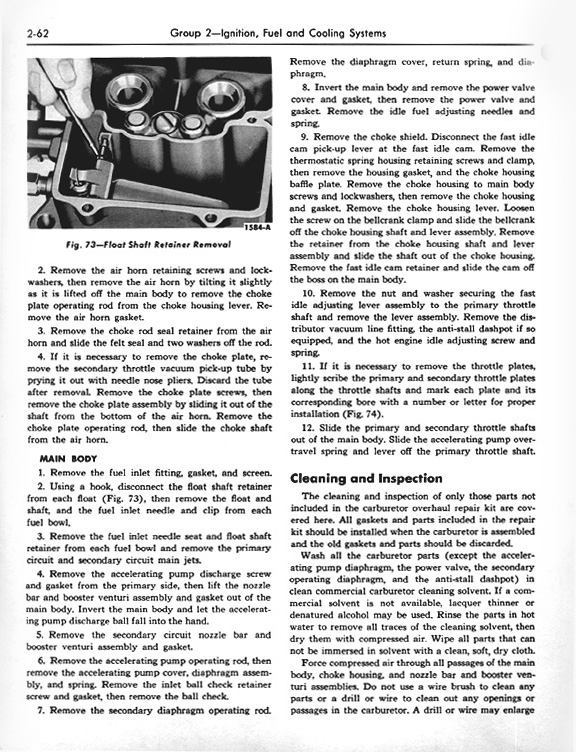 2-62
Group 2—Ignition, Fuel and Cooling Systems
1584-A
Fig. 73—Float Shaft Retainer Removal
2. Remove the air horn retaining screws and lock-
washers, then remove the air horn by tilting it slightly
as it is lifted off the main body to remove the choke
plate operating rod from the choke housing lever. Re-
move the air horn gasket.
3. Remove the choke rod seal retainer from the air
horn and slide the felt seal and two washers off the rod.
4. If it is necessary to remove the choke plate, re-
move the secondary throttle vacuum pick-up tube by
prying it out with needle nose pliers. Discard the tube
after removal. Remove the choke plate screws, then
remove the choke plate assembly by sliding it out of the
shaft from the bottom of the air horn. Remove the
choke plate operating rod, then slide the choke shaft
from the air horn.
MAIN BODY
1. Remove the fuel inlet fitting, gasket, and screen.
2. Using a hook, disconnect the float shaft retainer
from each float (Fig. 73), then remove the float and
shaft, and the fuel inlet needle and clip from each
fuel bowl.
3. Remove the fuel inlet needle seat and float shaft
retainer from each fuel bowl and remove the primary
circuit and secondary circuit main jets.
4. Remove the accelerating pump discharge screw
and gasket from the primary side, then lift the nozzle
bar and booster venturi assembly and gasket out of the
main body. Invert the main body and let the accelerat-
ing pump discharge ball fall into the hand.
5. Remove the secondary circuit nozzle bar and
booster venturi assembly and gasket.
6. Remove the accelerating pump operating rod, then
remove the accelerating pump cover, diaphragm assem-
bly, and spring. Remove the inlet ball check retainer
screw and gasket, then remove the ball check.
7. Remove the secondary diaphragm operating rod.
Remove the diaphragm cover, return spring, and dia-
phragm.
8. Invert the main body and remove the power valve
cover and gasket, then remove the power valve and
gasket. Remove the idle fuel adjusting needles and
spring.
9. Remove the choke shield. Disconnect the fast idle
cam pick-up lever at the fast idle cam. Remove the
thermostatic spring housing retaining screws and clamp,
then remove the housing gasket, and the choke housing
baffle plate. Remove the choke housing to main body
screws and lockwashers, then remove the choke housing
and gasket. Remove the choke housing lever. Loosen
the screw on the bellcrank clamp and slide the bellcrank
off the choke housing shaft and lever assembly. Remove
the retainer from the choke housing shaft and lever
assembly and slide the shaft out of the choke housing.
Remove the fast idle cam retainer and slide the cam off
the boss on the main body.
10. Remove the nut and washer securing the fast
idle adjusting lever assembly to the primary throttle
shaft and remove the lever assembly. Remove the dis-
tributor vacuum line fitting, the anti-stall dashpot if so
equipped, and the hot engine idle adjusting screw and
spring.
11. If it is necessary to remove the throttle plates,
lightly scribe the primary and secondary throttle plates
along the throttle shafts and mark each plate and its
corresponding bore with a number or letter for proper
installation (Fig. 74).
12. Slide the primary and secondary throttle shafts
out of the main body. Slide the accelerating pump over-
travel spring and lever off the primary throttle shaft.
Cleaning and Inspection
The cleaning and inspection of only those parts not
included in the carburetor overhaul repair kit are cov-
ered here. All gaskets and parts included in the repair
kit should be installed when the carburetor is assembled
and the old gaskets and parts should be discarded.
Wash all the carburetor parts (except the acceler-
ating pump diaphragm, the power valve, the secondary
operating diaphragm, and the anti-stall dashpot) in
clean commercial carburetor cleaning solvent. If a com-
mercial solvent is not available, lacquer thinner or
denatured alcohol may be used. Rinse the parts in hot
water to remove all traces of the cleaning solvent, then
dry them with compressed air. Wipe all parts that can
not be immersed in solvent with a clean, soft, dry cloth.
Force compressed air through all passages of the main
body, choke housing, and nozzle bar and booster ven-
turi assemblies. Do not use a wire brush to clean any
parts or a drill or wire to clean out any openings or
passages in the carburetor. A drill or wire may enlarge